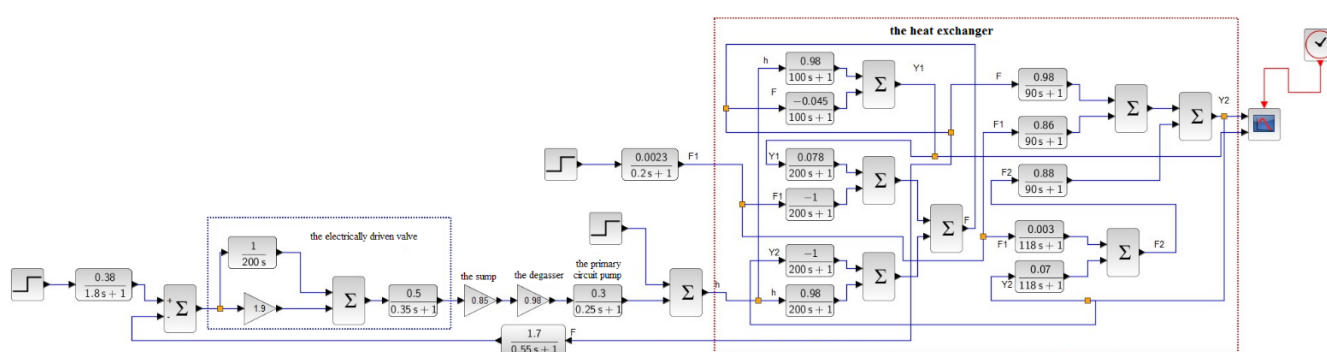 the heat exchanger
h
0.98
100 s + 1
Y1
F
−0.045
100 s + 1
F
0.98
90 s + 1
Y2
F1
0.86
90 s + 1
0.0023
0.2 s + 1
F1
Y1
0.078
200 s + 1
F1
−1
200 s + 1
F2
0.88
90 s + 1
F
the electrically driven valve
1
200 s
Y2
−1
200 s + 1
F1
0.003
118 s + 1
F2
Y2
0.07
118 s + 1
0.38
1.8 s + 1
+
-
1.9
Σ
Σ
Σ
Σ
Σ
Σ
Σ
Σ
Σ
Σ
Σ
0.5
0.35 s + 1
the sump
0.85
the degasser
0.98
the primary
circuit pump
0.3
0.25 s + 1
h
h
0.98
200 s + 1
1.7
0.55 s + 1
F